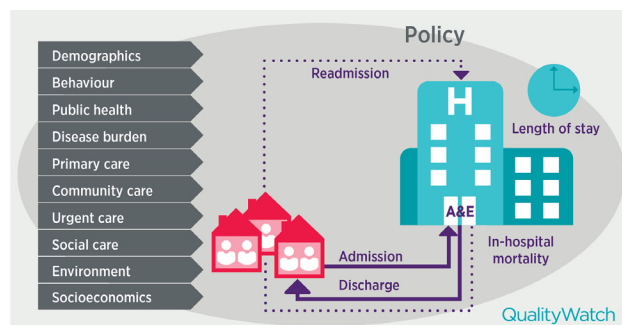 Policy
Demographics
Behaviour
Public health
Disease burden
Primary care
Community care
Urgent care
Social care
Environment
Socioeconomics
Readmission
H
Length of stay
A&E
Admission
Discharge
In-hospital
mortality
QualityWatch